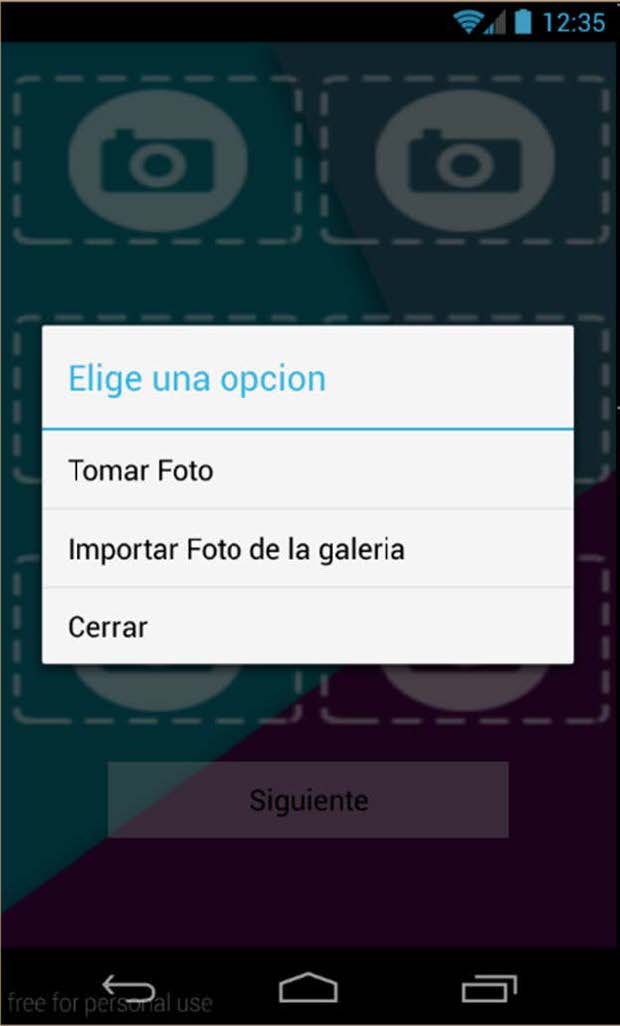 12:35
Elige una opcion
Tomar Foto
Importar Foto de la galeria
Cerrar
Siguiente
free for personal use